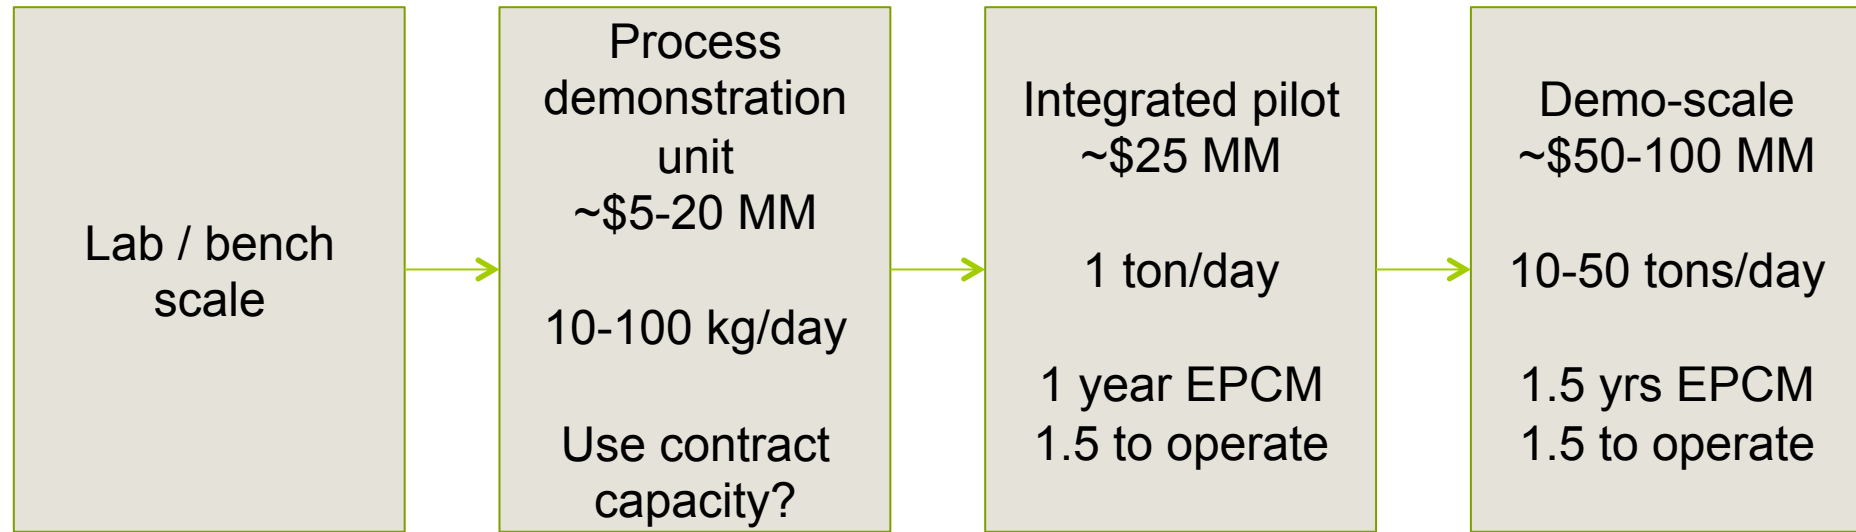 Lab / bench
scale
Process
demonstration
unit
~$5-20 MM
10-100 kg/day
Use contract
capacity?
Integrated pilot
~$25 MM
1 ton/day
1 year EPCM
1.5 to operate
Demo-scale
~$50-100 MM
10-50 tons/day
1.5 yrs EPCM
1.5 to operate